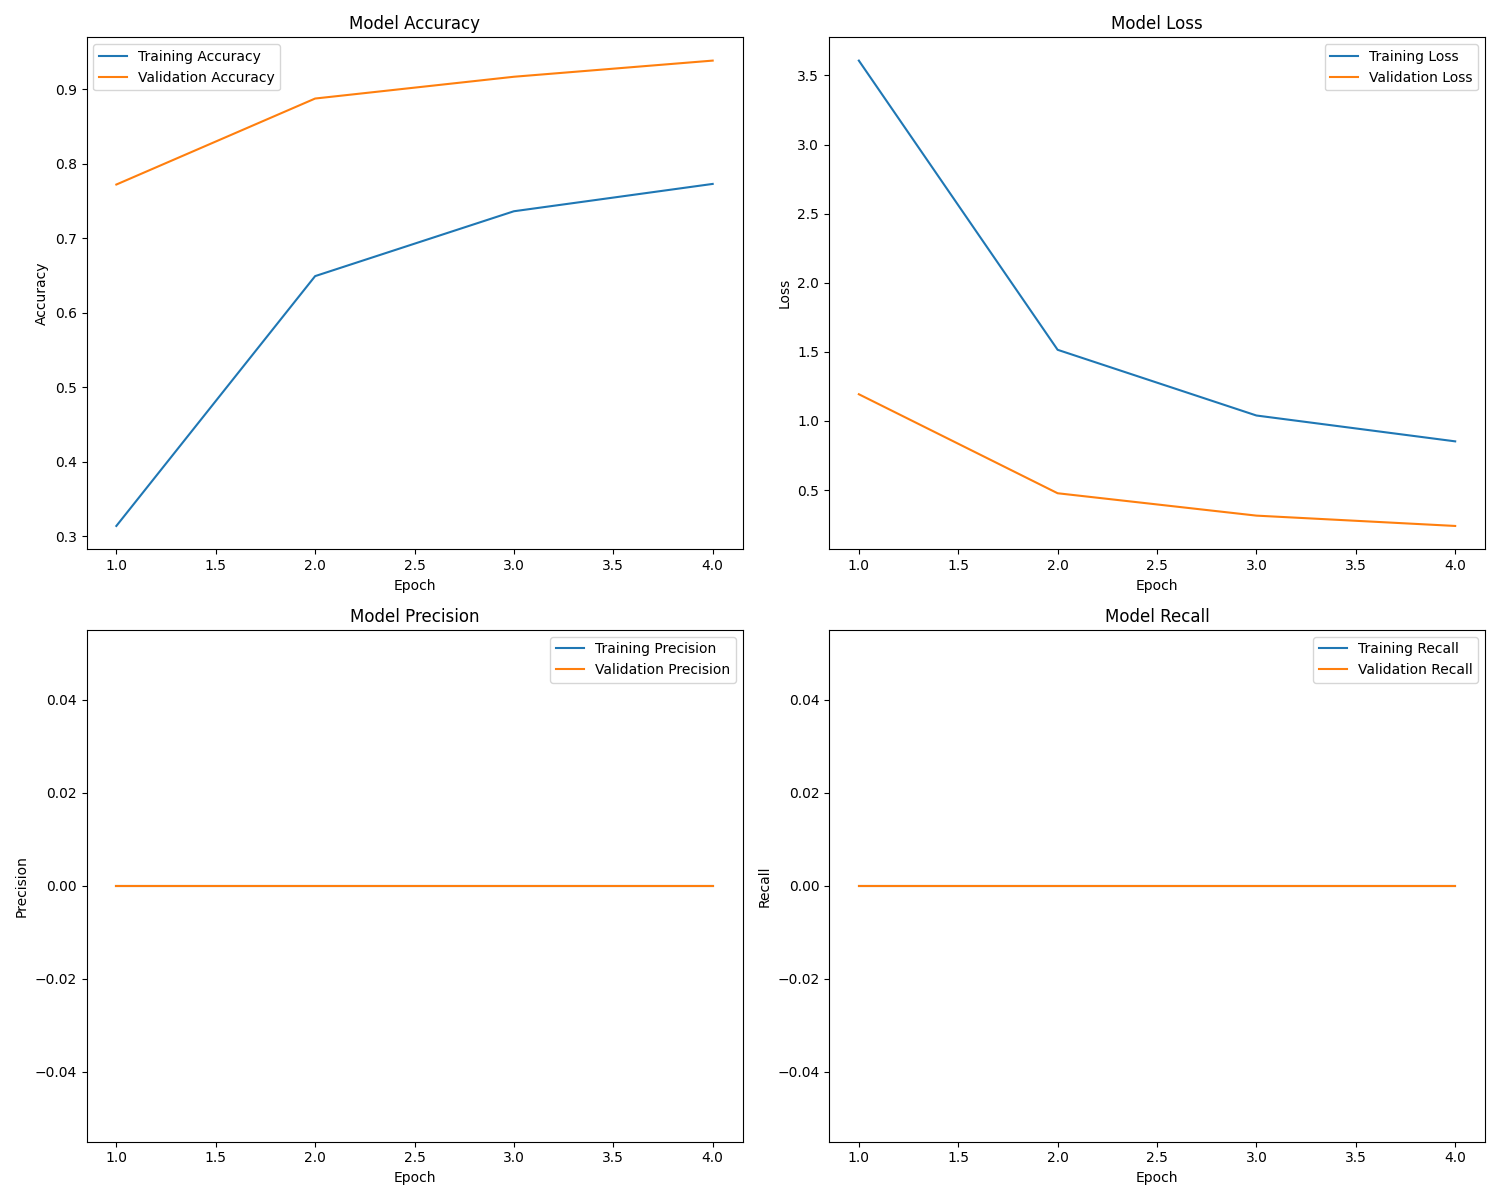 Model Accuracy
Training Accuracy
Validation Accuracy
0.9
0.8
0.7
0.6
0.5
0.4
0.3
Accuracy
1.0 1.5 2.0 2.5 3.0 3.5 4.0
Epoch
Model Loss
Training Loss
Validation Loss
3.5
3.0
2.5
2.0
1.5
1.0
0.5
Loss
1.0 1.5 2.0 2.5 3.0 3.5 4.0
Epoch
Model Precision
Training Precision
Validation Precision
0.04
0.02
0.00
−0.02
−0.04
Precision
1.0 1.5 2.0 2.5 3.0 3.5 4.0
Epoch
Model Recall
Training Recall
Validation Recall
0.04
0.02
0.00
−0.02
−0.04
Recall
1.0 1.5 2.0 2.5 3.0 3.5 4.0
Epoch